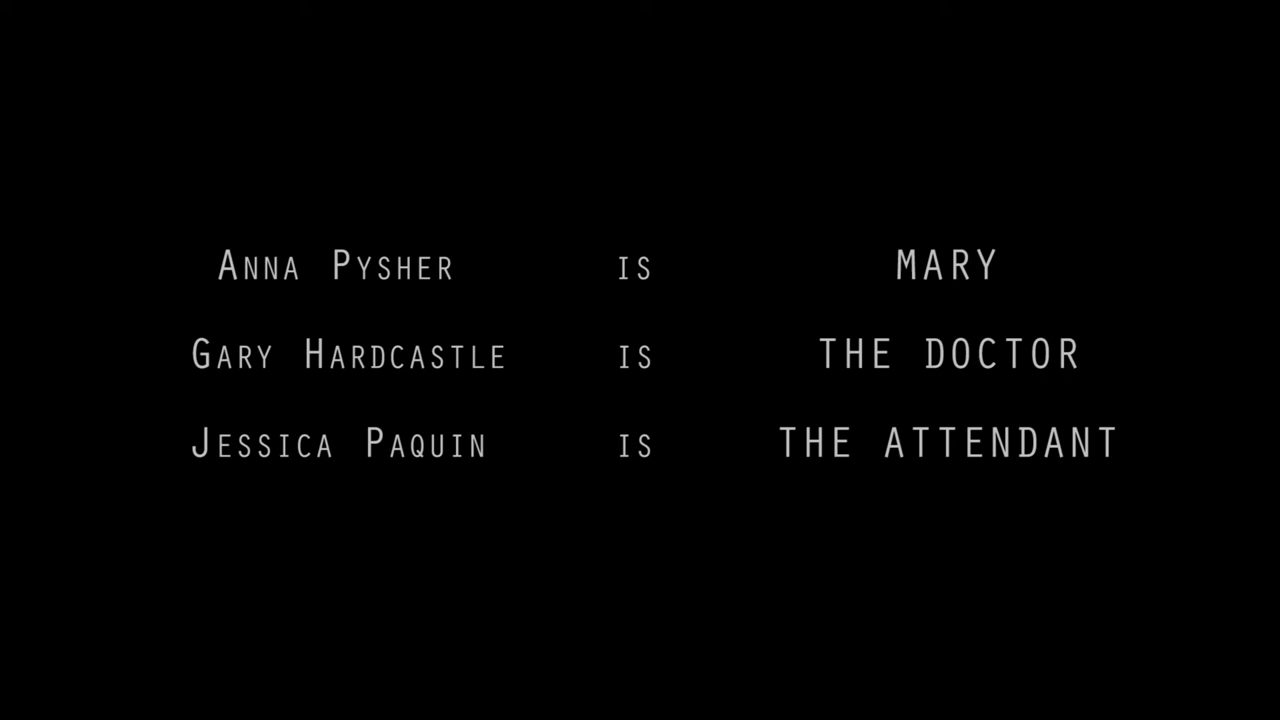 Anna Pysher is MARY
Gary Hardcastle is THE DOCTOR
Jessica Paquin is THE ATTENDANT